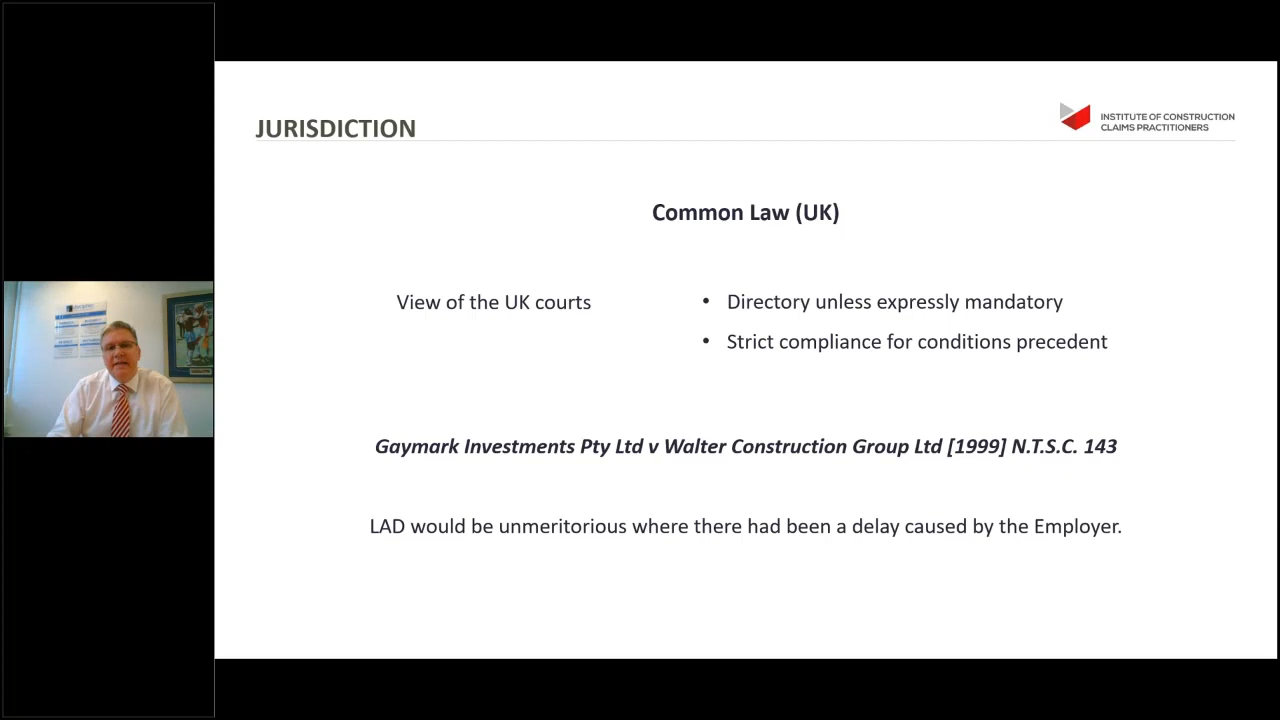 JURISDICTION
INSTITUTE OF CONSTRUCTION
CLAIMS PRACTITIONERS
Common Law (UK)
View of the UK courts
• Directory unless expressly mandatory
• Strict compliance for conditions precedent
Gaymark Investments Pty Ltd v Walter Construction Group Ltd [1999] N.T.S.C. 143
LAD would be unmeritorious where there had been a delay caused by the Employer.